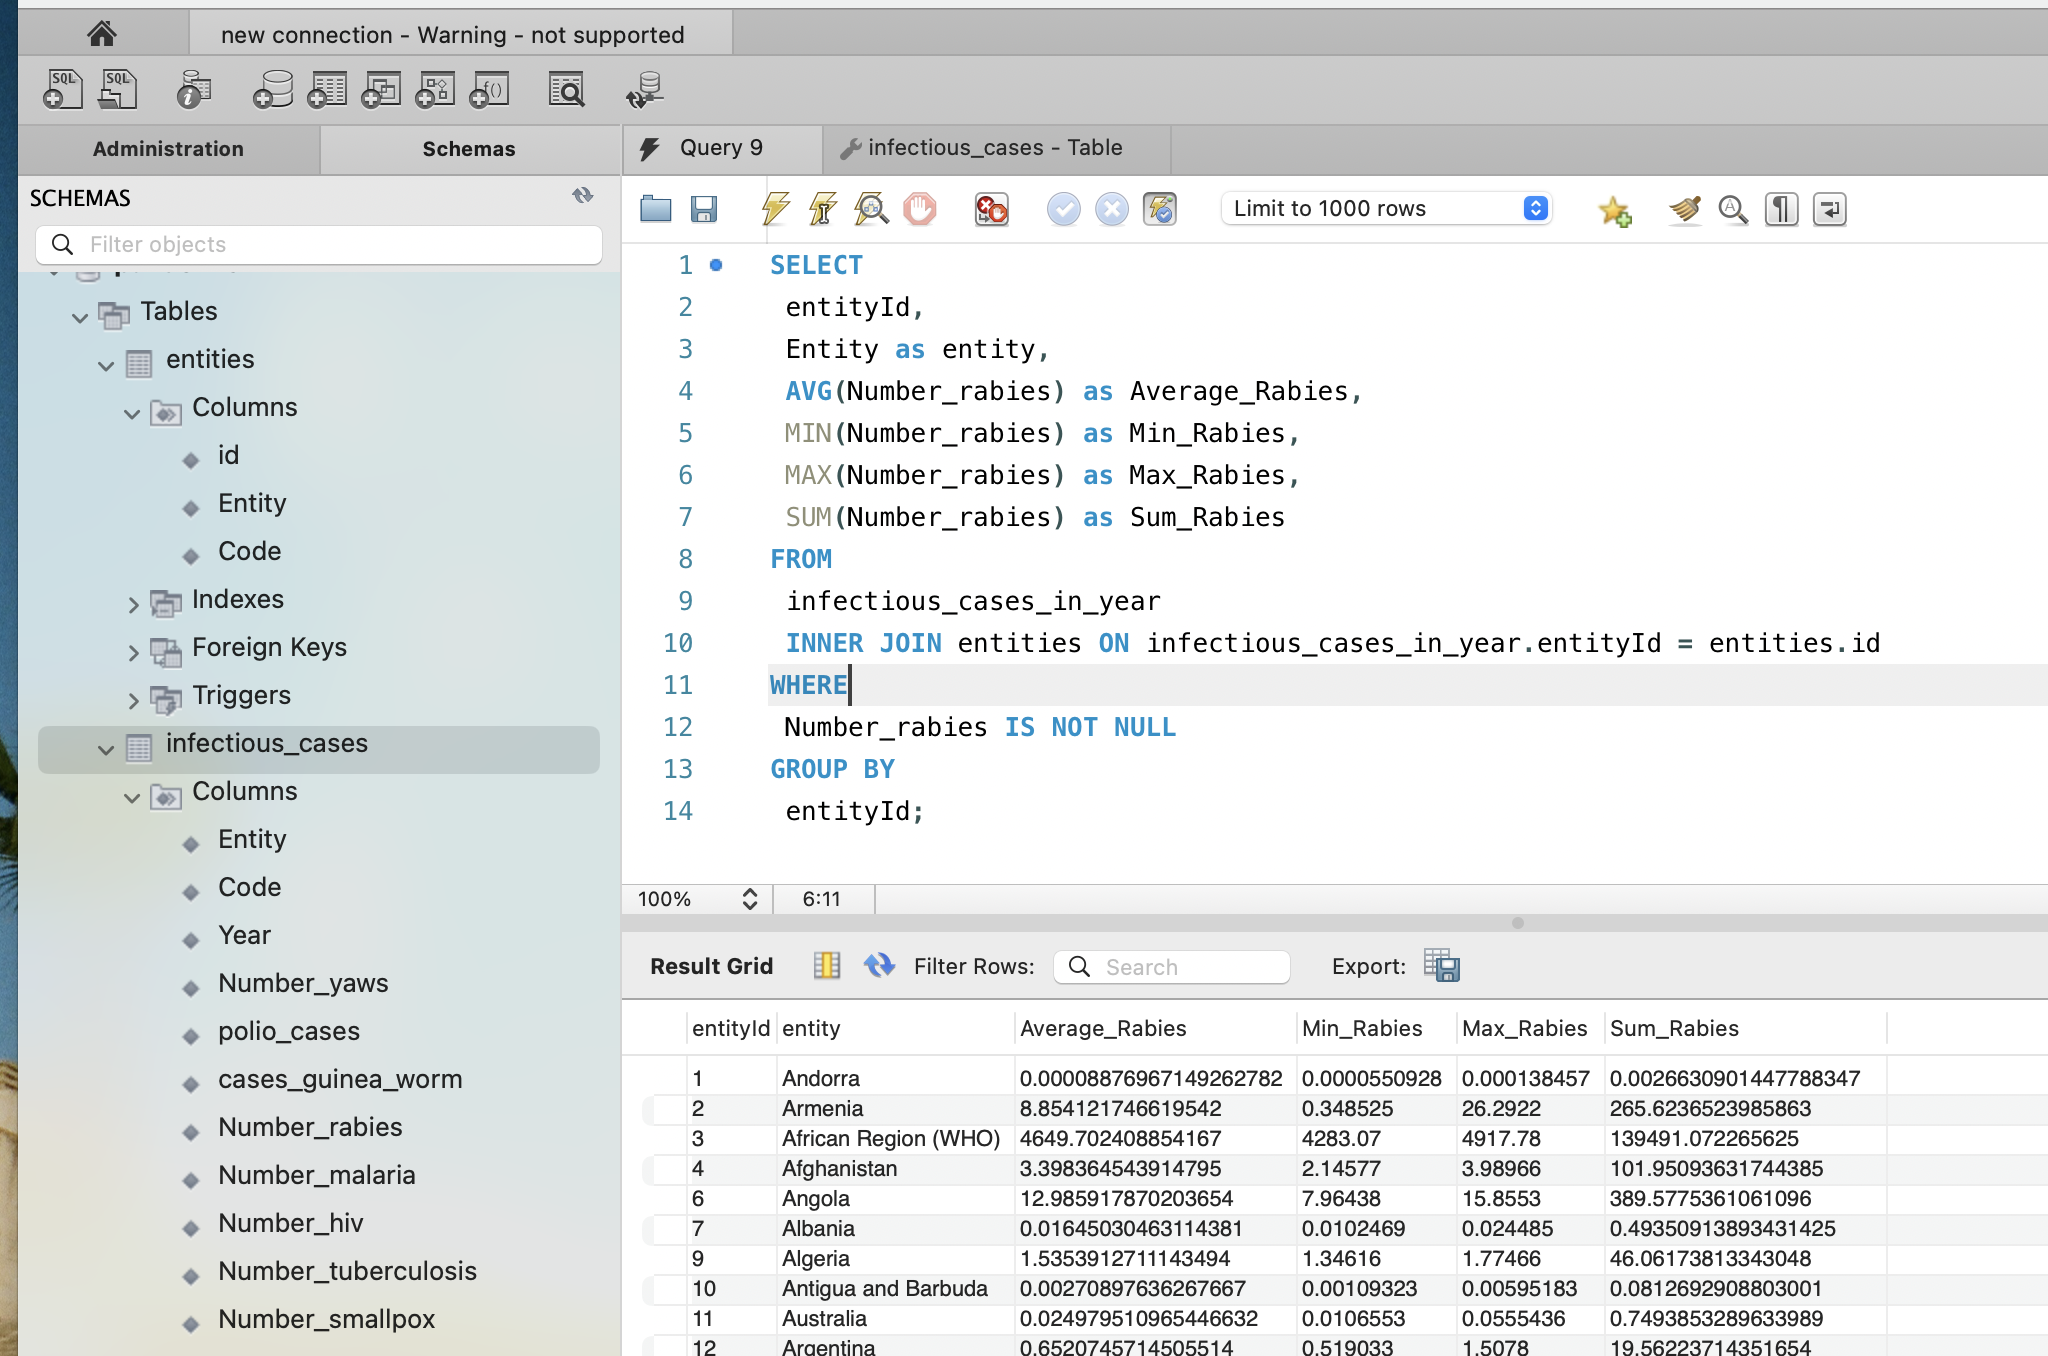 new connection - Warning - not supported
SQL SQL
Administration Schemas
Query 9 infectious_cases - Table
SCHEMAS
Filter objects
Limit to 1000 rows
Tables
entities
Columns
id
Entity
Code
Indexes
Foreign Keys
Triggers
infectious_cases
Columns
Entity
Code
Year
Number_yaws
polio_cases
cases_guinea_worm
Number_rabies
Number_malaria
Number_hiv
Number_tuberculosis
Number_smallpox
1 SELECT
2 entityId,
3 Entity as entity,
4 AVG(Number_rabies) as Average_Rabies,
5 MIN(Number_rabies) as Min_Rabies,
6 MAX(Number_rabies) as Max_Rabies,
7 SUM(Number_rabies) as Sum_Rabies
8 FROM
9 infectious_cases_in_year
10 INNER JOIN entities ON infectious_cases_in_year.entityId = entities.id
11 WHERE
12 Number_rabies IS NOT NULL
13 GROUP BY
14 entityId;
100% 6:11
Result Grid Filter Rows: Search Export:
entityId entity Average_Rabies Min_Rabies Max_Rabies Sum_Rabies
1 Andorra 0.00008876967149262782 0.0000550928 0.000138457 0.0026630901447788347
2 Armenia 8.854121746619542 0.348525 26.2922 265.6236523985863
3 African Region (WHO) 4649.702408854167 4283.07 4917.78 139491.072265625
4 Afghanistan 3.398364543914795 2.14577 3.98966 101.95093631744385
6 Angola 12.985917870203654 7.96438 15.8553 389.5775361061096
7 Albania 0.01645030463114381 0.0102469 0.024485 0.49350913893431425
9 Algeria 1.5353912711143494 1.34616 1.77466 46.06173813343048
10 Antigua and Barbuda 0.00270897636267667 0.00109323 0.00595183 0.0812692908803001
11 Australia 0.024979510965446632 0.0106553 0.0555436 0.7493853289633989
12 Argentina 0.6520745714505514 0.519033 1.5078 19.56223714351654